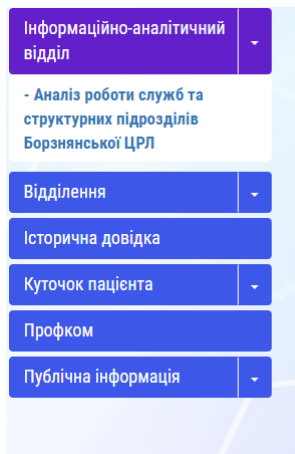 Інформаційно-аналітичний
відділ
- Аналіз роботи служб та
структурних підрозділів
Борзнянської ЦРЛ
Відділення
Історична довідка
Куточок пацієнта
Профком
Публічна інформація